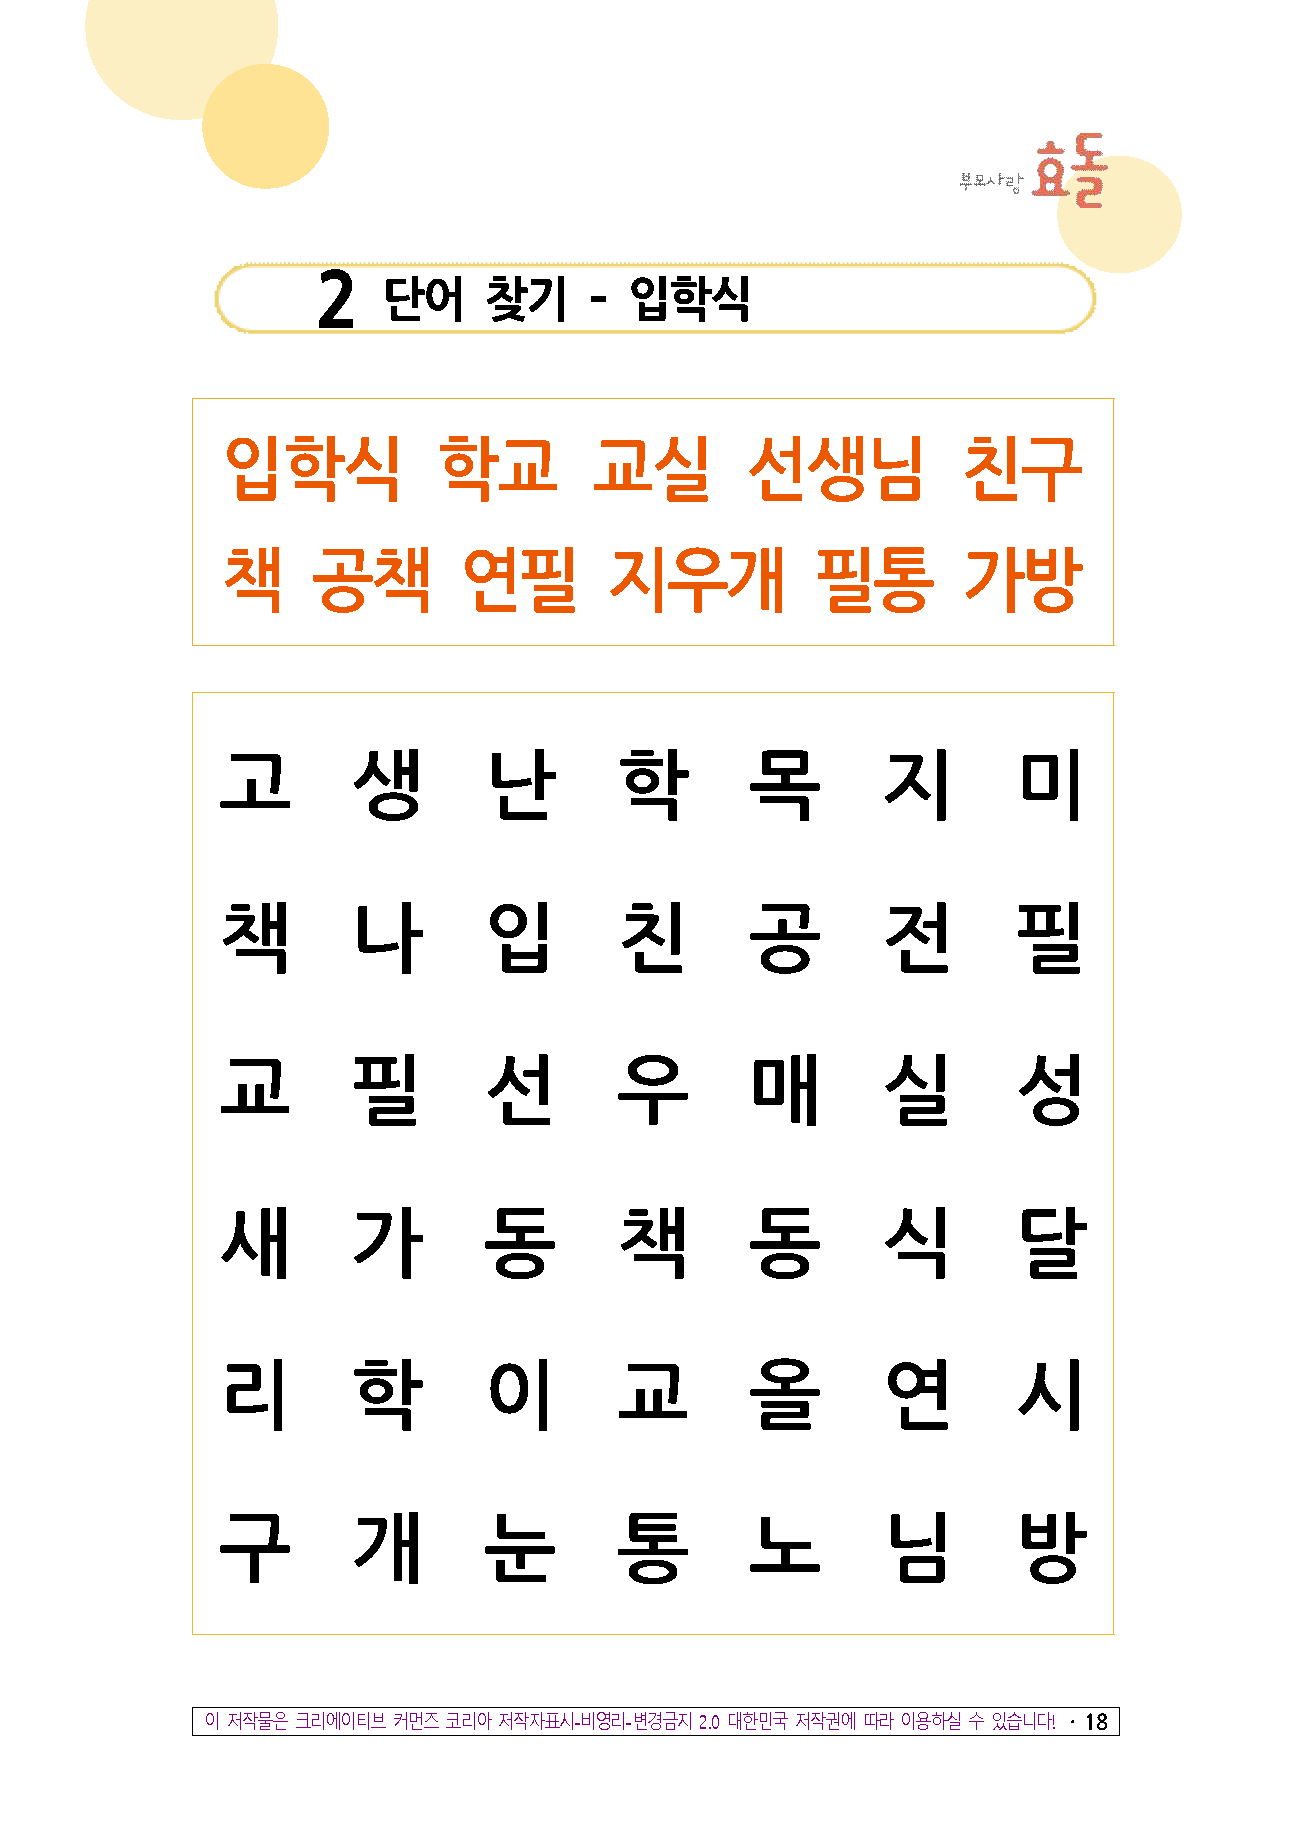 부모사랑 효돌
2 단어 찾기 - 입학식
입학식 학교 교실 선생님 친구
책 공책 연필 지우개 필통 가방
고 생 난 학 목 지 미
책 나 입 친 공 전 필
교 필 선 우 매 실 성
새 가 동 책 동 식 달
리 학 이 교 올 연 시
구 개 눈 통 노 님 방
이 저작물은 크리에이티브 커먼즈 코리아 저작자표시-비영리-변경금지 2.0 대한민국 저작권에 따라 이용하실 수 있습니다! · 18